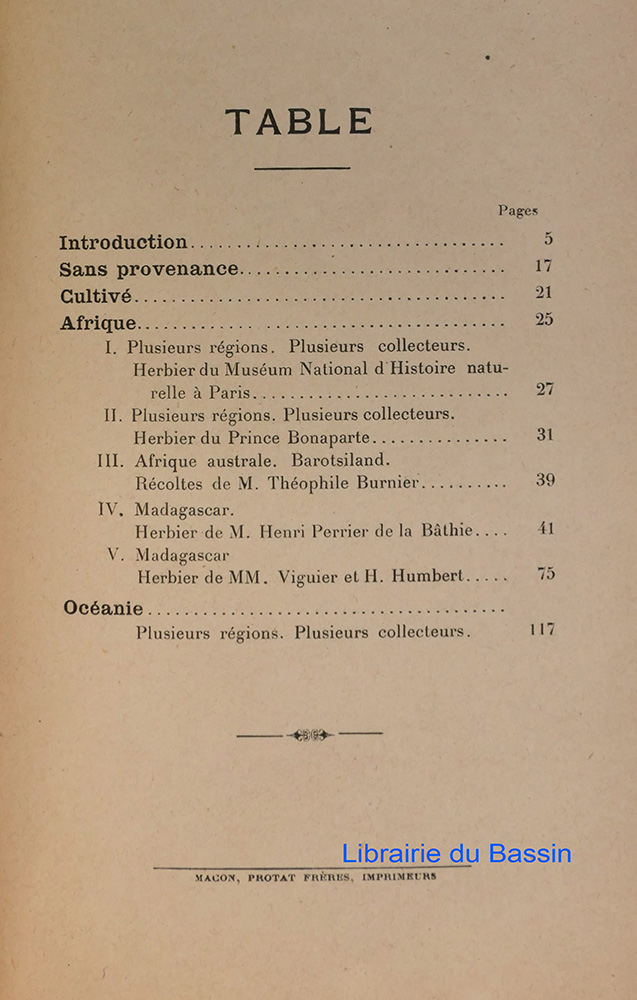 TABLE
Pages
Introduction.................................. 5
Sans provenance............................. 17
Cultivé........................................ 21
Afrique........................................ 25
I. Plusieurs régions. Plusieurs collecteurs.
Herbier du Muséum National d'Histoire natu-
relle à Paris............................ 27
II. Plusieurs régions. Plusieurs collecteurs.
Herbier du Prince Bonaparte............... 31
III. Afrique australe. Barotsiland.
Récoltes de M. Théophile Burnier.......... 39
IV. Madagascar.
Herbier de M. Henri Perrier de la Bâthie.... 41
V. Madagascar
Herbier de MM. Viguier et H. Humbert..... 75
Océanie.......................................
Plusieurs régions. Plusieurs collecteurs. 117
Librairie du Bassin
MACON, PROTAT FRÈRES, IMPRIMEURS